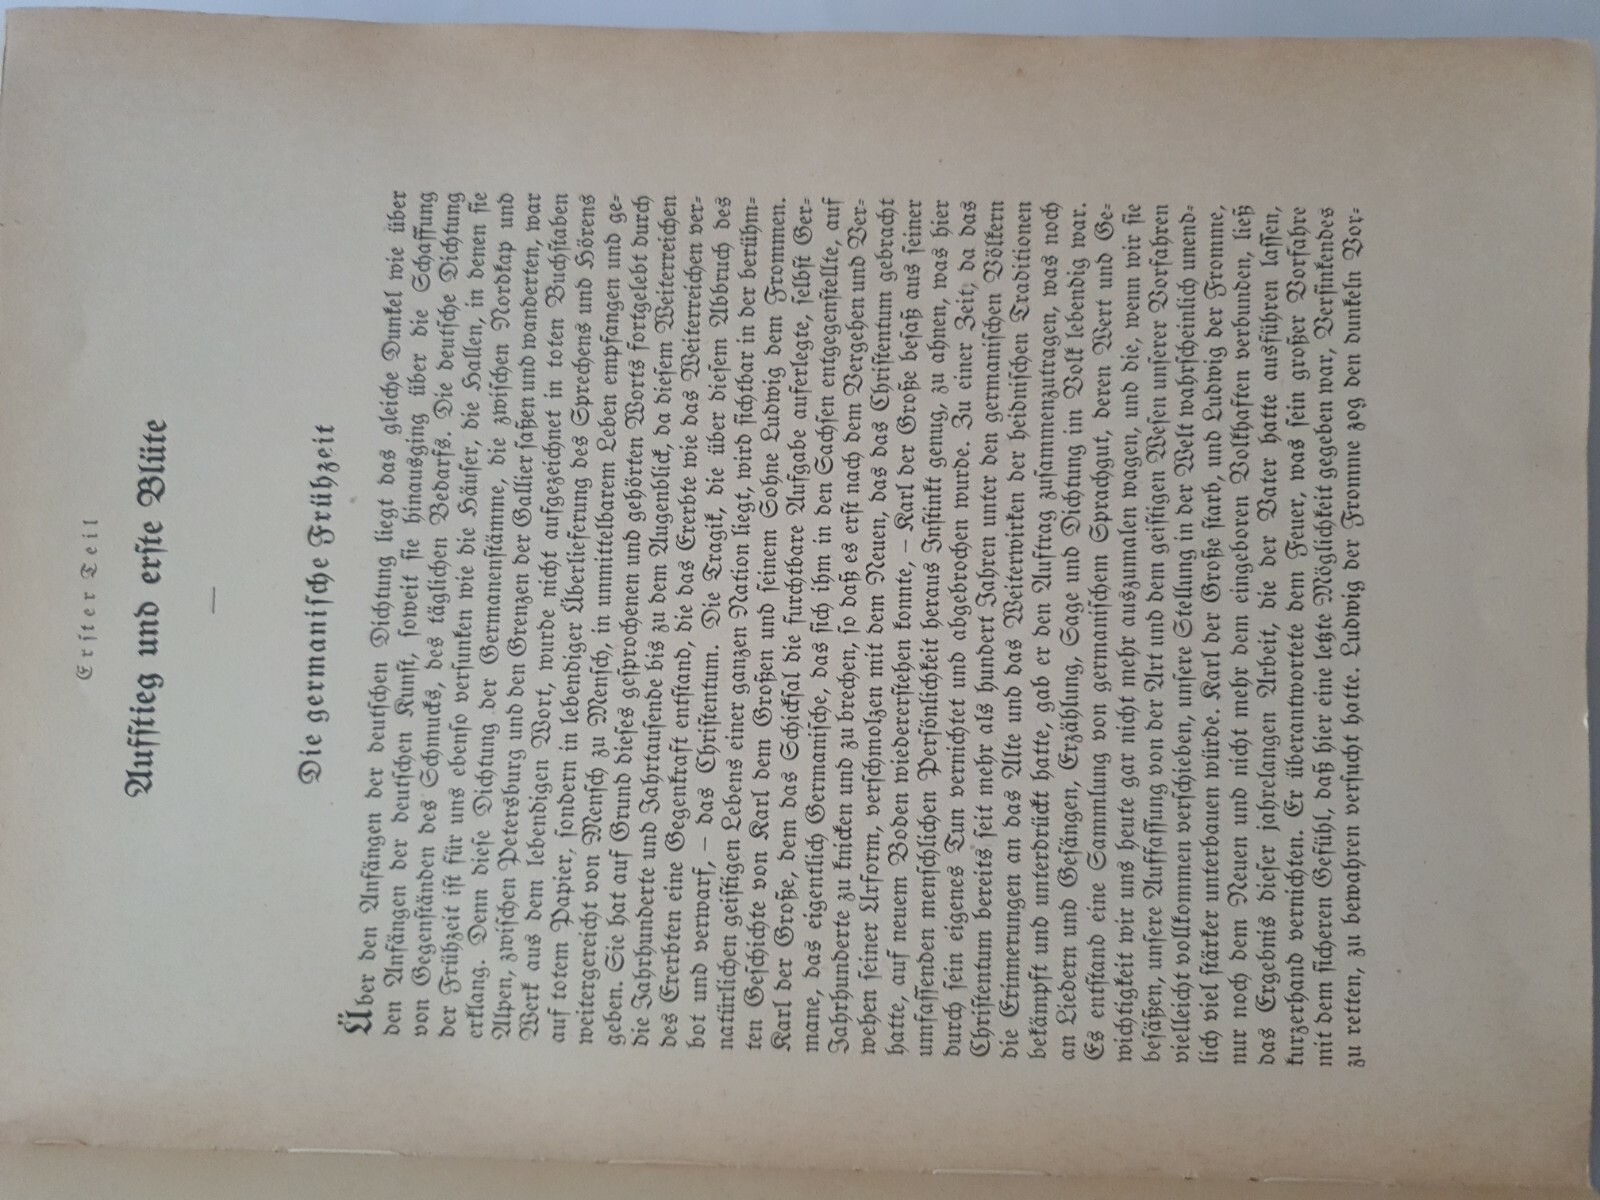 Erster Teil
Aufstieg und erste Blüte
Die germanische Frühzeit
Über den Anfängen der deutschen Dichtung liegt das gleiche Dunkel wie über
den Anfängen der deutschen Kunst, soweit sie hinausging über die Schaffung
von Gegenständen des Schmucks, des täglichen Bedarfs. Die deutsche Dichtung
der Frühzeit ist für uns ebenso versunken wie die Häuser, die Hallen, in denen sie
erklang. Denn diese Dichtung der Germanenstämme, die zwischen Nordkap und
Alpen, zwischen Petersburg und den Grenzen der Gallier saßen und wanderten, war
Werk aus dem lebendigen Wort, wurde nicht aufgezeichnet in toten Buchstaben
auf totem Papier, sondern in lebendiger Überlieferung des Sprechens und Hörens
weitergereicht von Mensch zu Mensch, in unmittelbarem Leben empfangen und ge-
geben. Sie hat auf Grund dieses gesprochenen und gehörten Worts fortgelebt durch
die Jahrhunderte und Jahrtausende bis zu dem Augenblick, da diesem Weiterreichen
des Ererbten eine Gegenkraft entstand, die das Ererbte wie das Weiterreichen ver-
bot und verwarf, – das Christentum. Die Tragik, die über diesem Abbruch des
natürlichen geistigen Lebens einer ganzen Nation liegt, wird sichtbar in der berühm-
ten Geschichte von Karl dem Großen und seinem Sohne Ludwig dem Frommen.
Karl der Große, dem das Schicksal die furchtbare Aufgabe auferlegte, selbst Ger-
mane, das eigentlich Germanische, das sich ihm in den Sachsen entgegenstellte, auf
Jahrhunderte zu knicken und zu brechen, so daß es erst nach dem Vergehen und Ver-
wehen seiner Urform, verschmolzen mit dem Neuen, das das Christentum gebracht
hatte, auf neuem Boden wiedererstehen konnte, – Karl der Große besaß aus seiner
umfassenden menschlichen Persönlichkeit heraus Instinkt genug, zu ahnen, was hier
durch sein eigenes Tun vernichtet und abgebrochen wurde. Zu einer Zeit, da das
Christentum bereits seit mehr als hundert Jahren unter den germanischen Völkern
die Erinnerungen an das Alte und das Weiterwirken der heidnischen Traditionen
bekämpft und unterdrückt hatte, gab er den Auftrag zusammenzutragen, was noch
an Liedern und Gesängen, Erzählung, Sage und Dichtung im Volk lebendig war.
Es entstand eine Sammlung von germanischem Sprachgut, deren Wert und Ge-
wichtigkeit wir uns heute gar nicht mehr auszumalen wagen, und die, wenn wir sie
besäßen, unsere Auffassung von der Art und dem geistigen Wesen unserer Vorfahren
vielleicht vollkommen verschieben, unsere Stellung in der Welt wahrscheinlich unend-
lich viel stärker unterbauen würde. Karl der Große starb, und Ludwig der Fromme,
nur noch dem Neuen und nicht mehr dem eingeboren Volkhaften verbunden, ließ
das Ergebnis dieser jahrelangen Arbeit, die der Vater hatte ausführen lassen,
kurzerhand vernichten. Er überantwortete dem Feuer, was sein großer Vorfahre
mit dem sicheren Gefühl, daß hier eine letzte Möglichkeit gegeben war, Versinkendes
zu retten, zu bewahren versucht hatte. Ludwig der Fromme zog den dunkeln Vor-